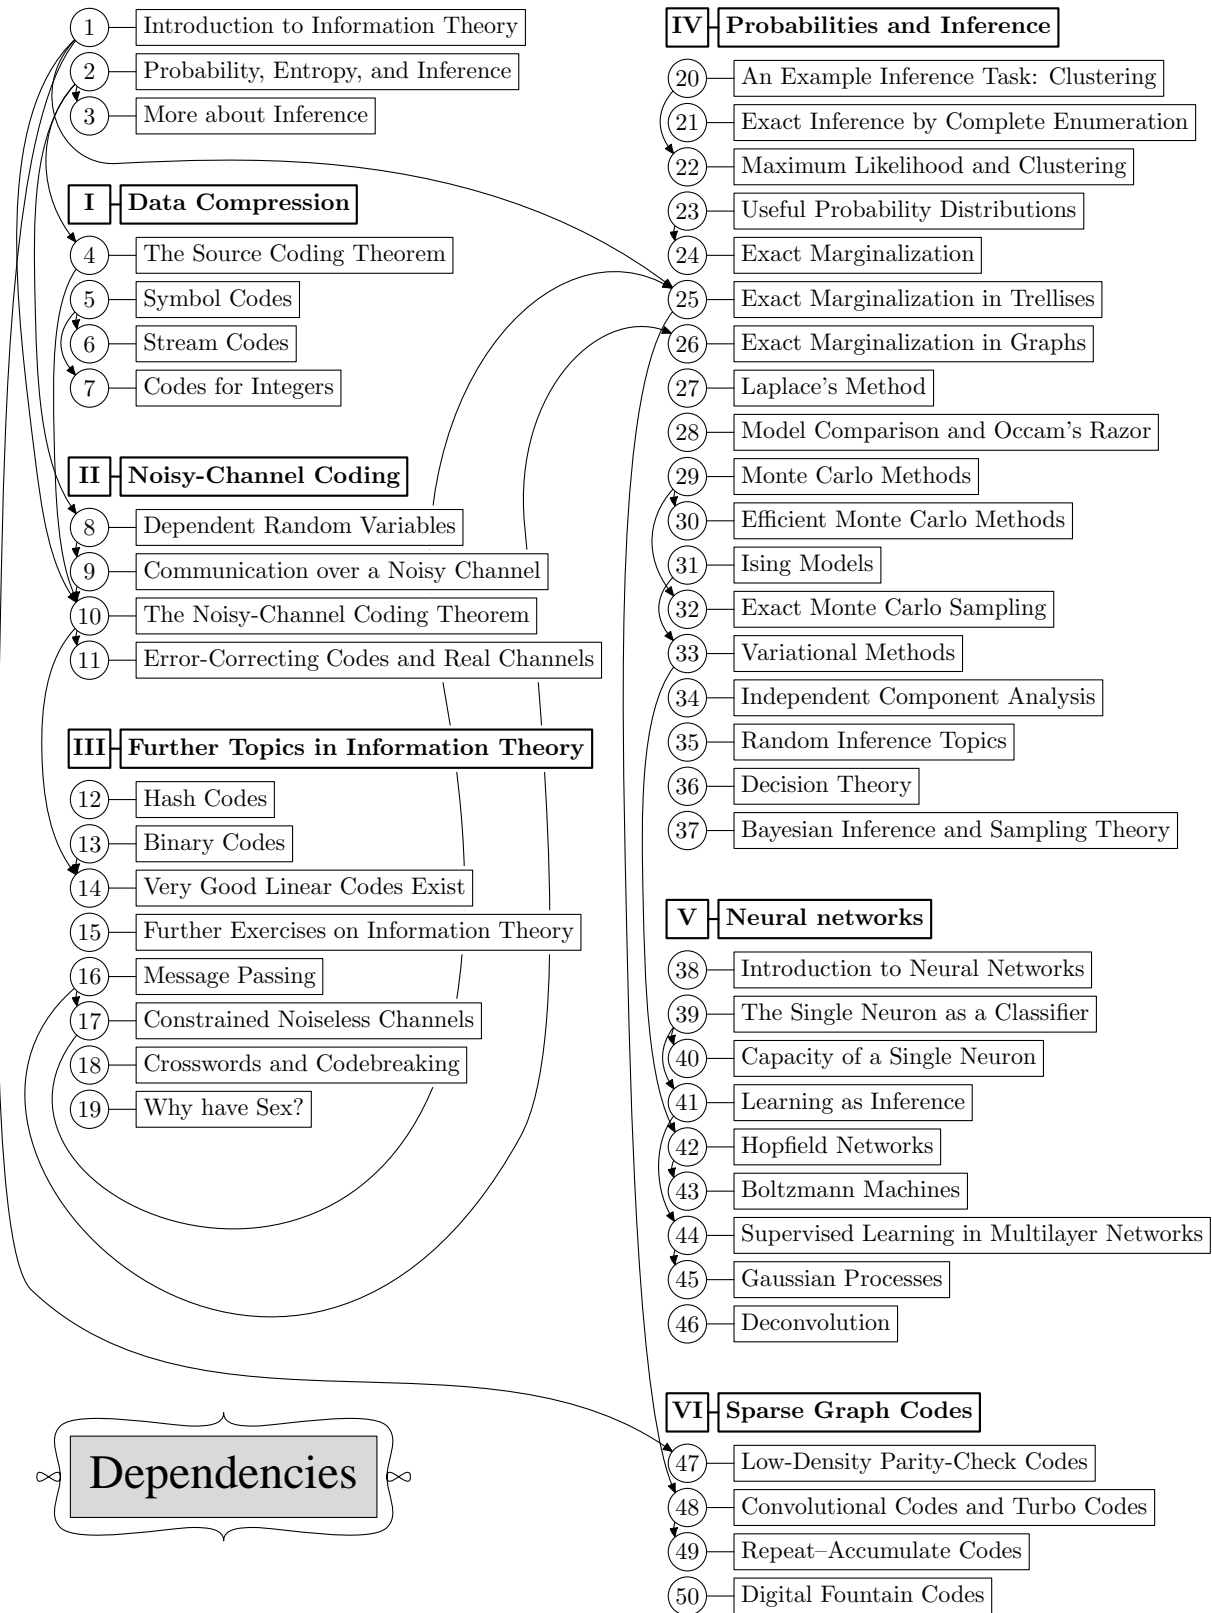 1 Introduction to Information Theory
2 Probability, Entropy, and Inference
3 More about Inference
I Data Compression
4 The Source Coding Theorem
5 Symbol Codes
6 Stream Codes
7 Codes for Integers
II Noisy-Channel Coding
8 Dependent Random Variables
9 Communication over a Noisy Channel
10 The Noisy-Channel Coding Theorem
11 Error-Correcting Codes and Real Channels
III Further Topics in Information Theory
12 Hash Codes
13 Binary Codes
14 Very Good Linear Codes Exist
15 Further Exercises on Information Theory
16 Message Passing
17 Constrained Noiseless Channels
18 Crosswords and Codebreaking
19 Why have Sex?
Dependencies
IV Probabilities and Inference
20 An Example Inference Task: Clustering
21 Exact Inference by Complete Enumeration
22 Maximum Likelihood and Clustering
23 Useful Probability Distributions
24 Exact Marginalization
25 Exact Marginalization in Trellises
26 Exact Marginalization in Graphs
27 Laplace's Method
28 Model Comparison and Occam's Razor
29 Monte Carlo Methods
30 Efficient Monte Carlo Methods
31 Ising Models
32 Exact Monte Carlo Sampling
33 Variational Methods
34 Independent Component Analysis
35 Random Inference Topics
36 Decision Theory
37 Bayesian Inference and Sampling Theory
V Neural networks
38 Introduction to Neural Networks
39 The Single Neuron as a Classifier
40 Capacity of a Single Neuron
41 Learning as Inference
42 Hopfield Networks
43 Boltzmann Machines
44 Supervised Learning in Multilayer Networks
45 Gaussian Processes
46 Deconvolution
VI Sparse Graph Codes
47 Low-Density Parity-Check Codes
48 Convolutional Codes and Turbo Codes
49 Repeat–Accumulate Codes
50 Digital Fountain Codes